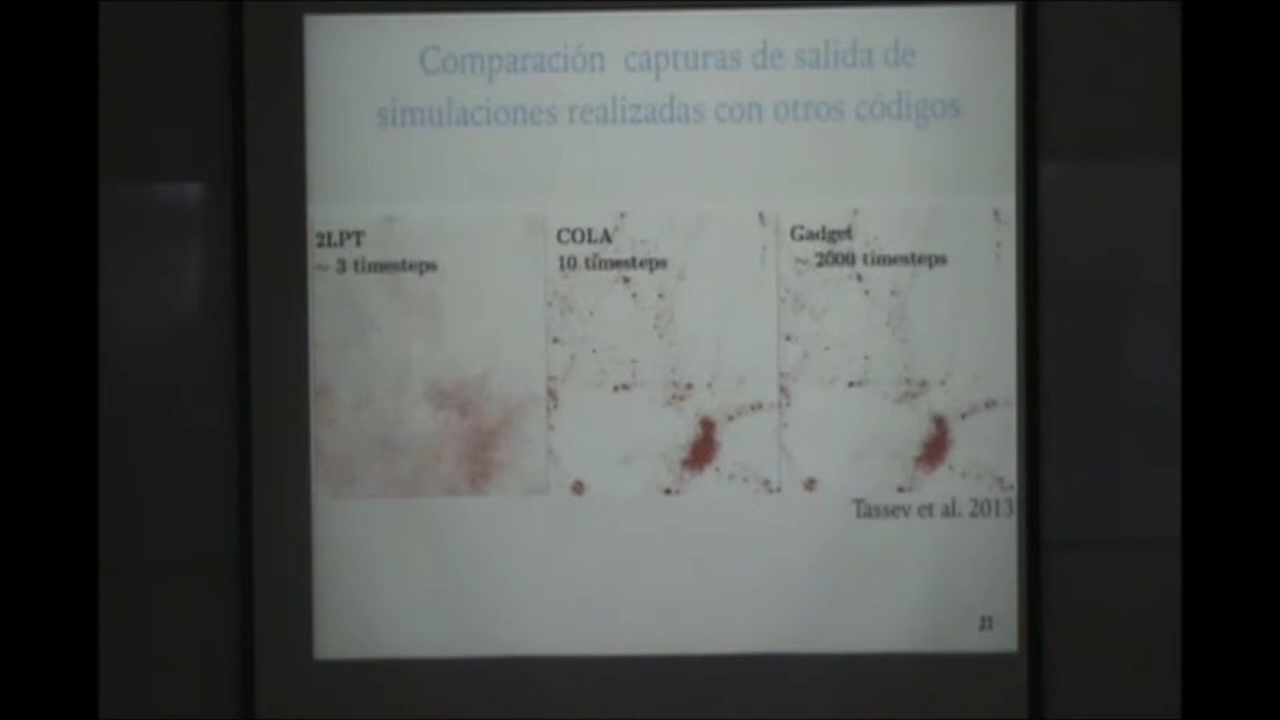 Comparación capturas de salida de
simulaciones realizadas con otros códigos
2LPT
~ 3 timesteps
COLA
10 timesteps
Gadget
~ 2000 timesteps
Tassev et al. 2013
21